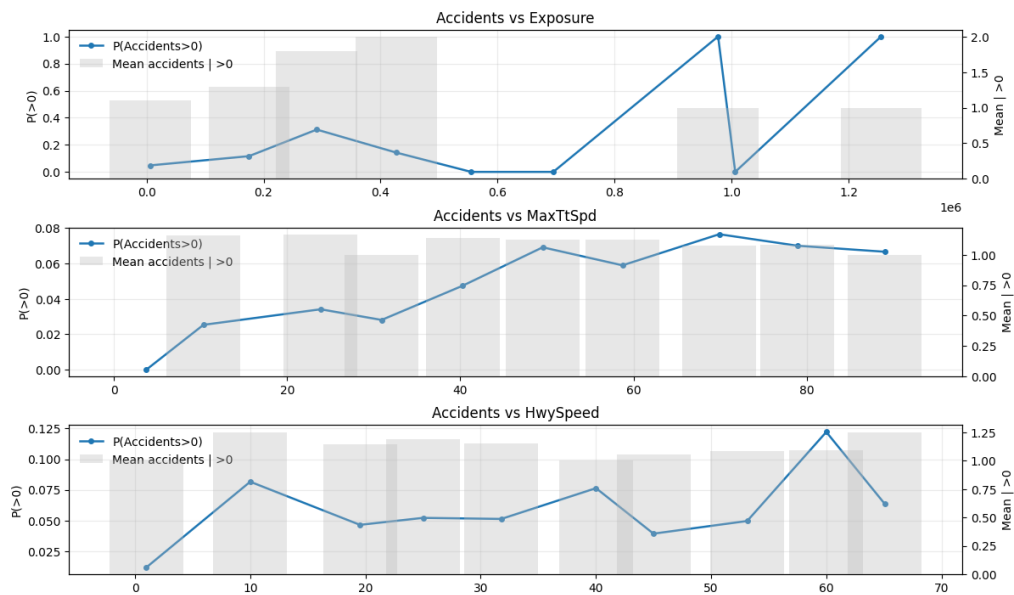 Accidents vs Exposure
P(Accidents>0)
Mean accidents | >0
P(>0)
1.0
0.8
0.6
0.4
0.2
0.0
2.0
1.5
1.0
0.5
0.0
Mean | >0
0.0 0.2 0.4 0.6 0.8 1.0 1.2
1e6
Accidents vs MaxTtSpd
P(Accidents>0)
Mean accidents | >0
P(>0)
0.08
0.06
0.04
0.02
0.00
1.00
0.75
0.50
0.25
0.00
Mean | >0
0 20 40 60 80
Accidents vs HwySpeed
P(Accidents>0)
Mean accidents | >0
P(>0)
0.125
0.100
0.075
0.050
0.025
1.25
1.00
0.75
0.50
0.25
0.00
Mean | >0
0 10 20 30 40 50 60 70